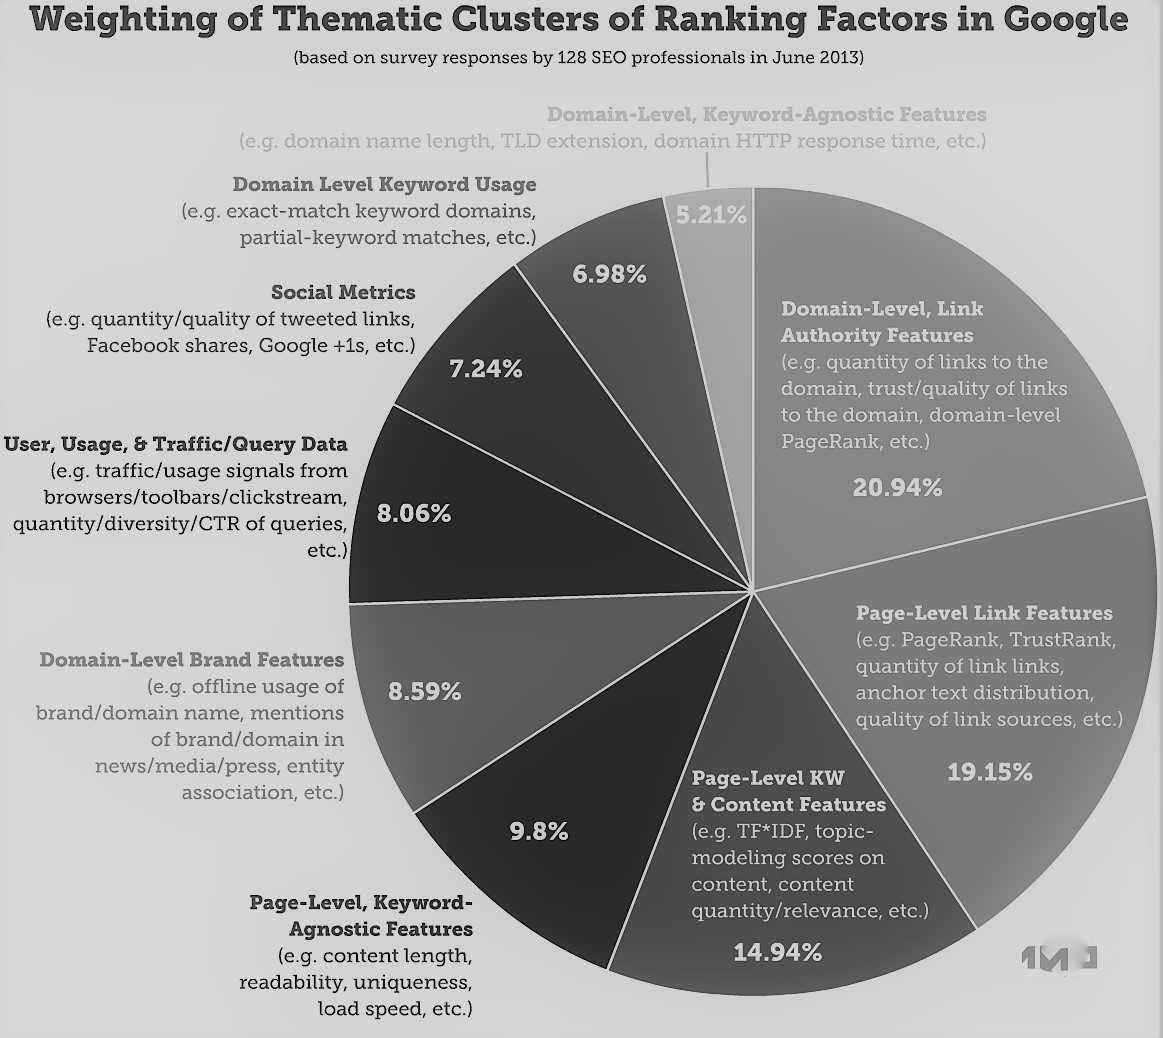 Weighting of Thematic Clusters of Ranking Factors in Google
(based on survey responses by 128 SEO professionals in June 2013)
Domain-Level, Keyword-Agnostic Features
(e.g. domain name length, TLD extension, domain HTTP response time, etc.)
5.21%
Domain Level Keyword Usage
(e.g. exact-match keyword domains,
partial-keyword matches, etc.)
6.98%
Social Metrics
(e.g. quantity/quality of tweeted links,
Facebook shares, Google +1s, etc.)
7.24%
Domain-Level, Link
Authority Features
(e.g. quantity of links to the
domain, trust/quality of links
to the domain, domain-level
PageRank, etc.)
20.94%
User, Usage, & Traffic/Query Data
(e.g. traffic/usage signals from
browsers/toolbars/clickstream,
quantity/diversity/CTR of queries,
etc.)
8.06%
Page-Level Link Features
(e.g. PageRank, TrustRank,
quantity of link links,
anchor text distribution,
quality of link sources, etc.)
19.15%
Domain-Level Brand Features
(e.g. offline usage of
brand/domain name, mentions
of brand/domain in
news/media/press, entity
association, etc.)
8.59%
Page-Level KW
& Content Features
(e.g. TF*IDF, topic-
modeling scores on
content, content
quantity/relevance, etc.)
14.94%
9.8%
Page-Level, Keyword-
Agnostic Features
(e.g. content length,
readability, uniqueness,
load speed, etc.)